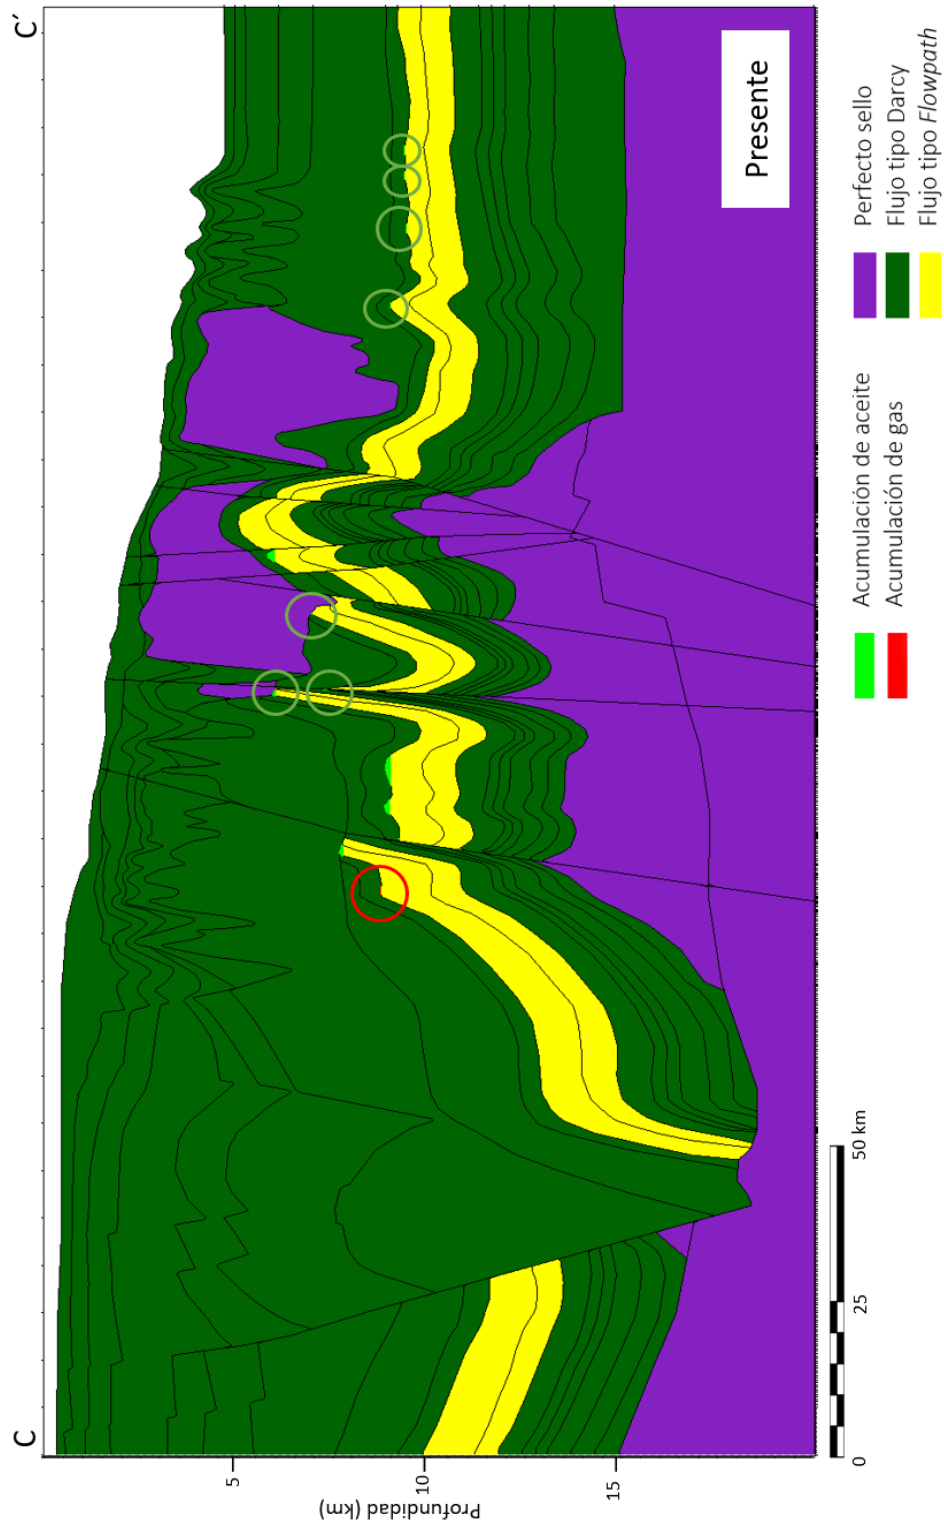 C
C′
Presente
Profundidad (km)
5
10
15
0
25
50 km
Acumulación de aceite
Acumulación de gas
Perfecto sello
Flujo tipo Darcy
Flujo tipo Flowpath